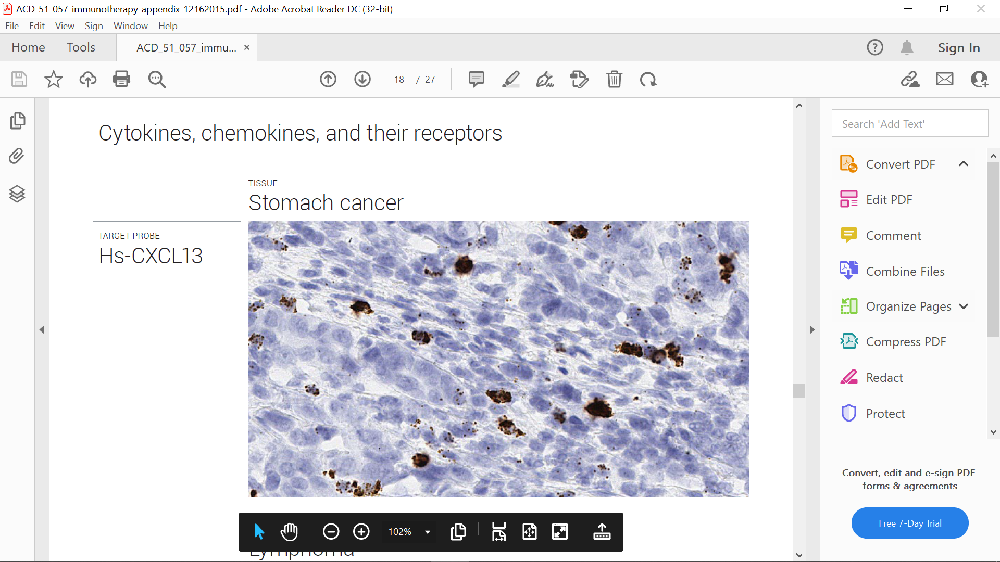 ACD_51_057_immunotherapy_appendix_12162015.pdf - Adobe Acrobat Reader DC (32-bit)
File Edit View Sign Window Help
Home Tools ACD_51_057_immu... × Sign In
18 / 27
Cytokines, chemokines, and their receptors
TISSUE
Stomach cancer
TARGET PROBE
Hs-CXCL13
102%
Lymphoma
Search 'Add Text'
Convert PDF
Edit PDF
Comment
Combine Files
Organize Pages
Compress PDF
Redact
Protect
Convert, edit and e-sign PDF
forms & agreements
Free 7-Day Trial